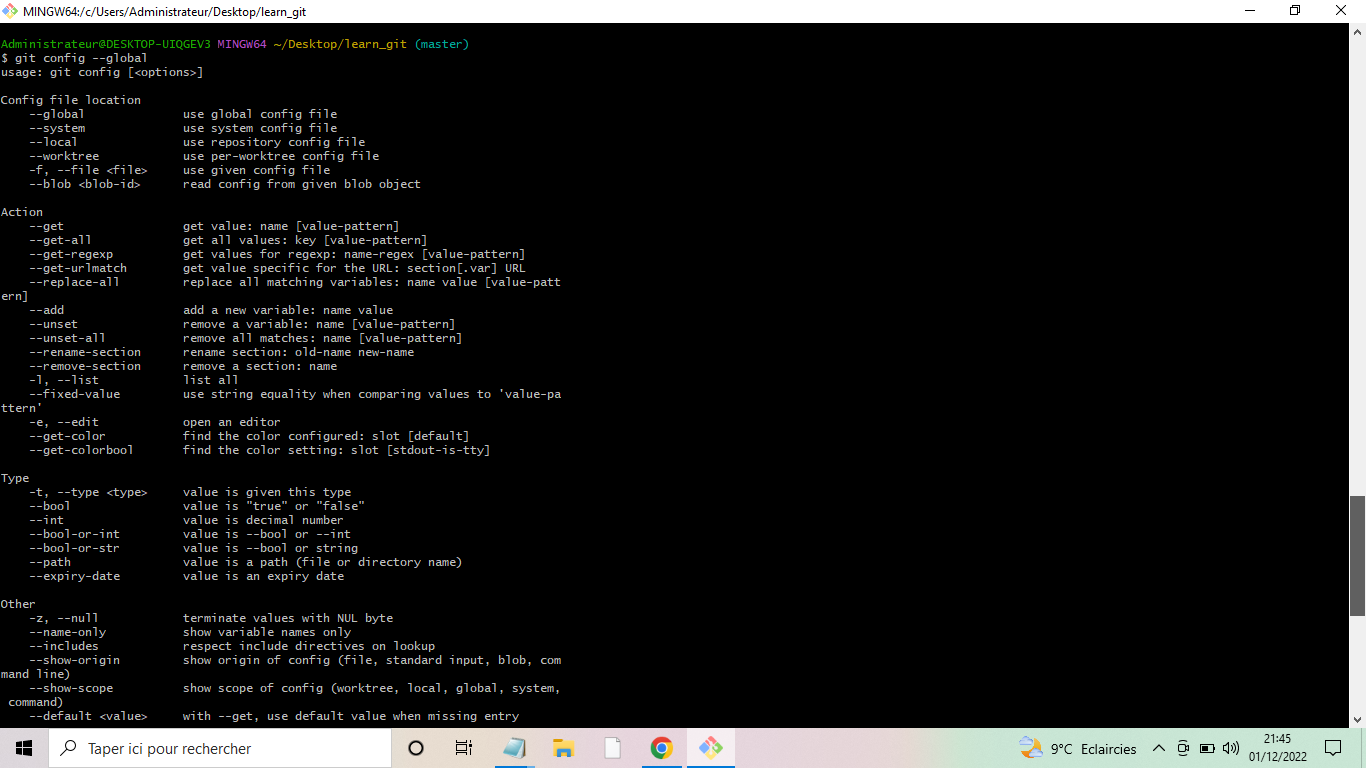 MINGW64:/c/Users/Administrateur/Desktop/learn_git
Administrateur@DESKTOP-UIQGEV3 MINGW64 ~/Desktop/learn_git (master)
$ git config --global
usage: git config [<options>]
Config file location
--global use global config file
--system use system config file
--local use repository config file
--worktree use per-worktree config file
-f, --file <file> use given config file
--blob <blob-id> read config from given blob object
Action
--get get value: name [value-pattern]
--get-all get all values: key [value-pattern]
--get-regexp get values for regexp: name-regex [value-pattern]
--get-urlmatch get value specific for the URL: section[.var] URL
--replace-all replace all matching variables: name value [value-patt
ern]
--add add a new variable: name value
--unset remove a variable: name [value-pattern]
--unset-all remove all matches: name [value-pattern]
--rename-section rename section: old-name new-name
--remove-section remove a section: name
-l, --list list all
--fixed-value use string equality when comparing values to 'value-pa
ttern'
-e, --edit open an editor
--get-color find the color configured: slot [default]
--get-colorbool find the color setting: slot [stdout-is-tty]
Type
-t, --type <type> value is given this type
--bool value is "true" or "false"
--int value is decimal number
--bool-or-int value is --bool or --int
--bool-or-str value is --bool or string
--path value is a path (file or directory name)
--expiry-date value is an expiry date
Other
-z, --null terminate values with NUL byte
--name-only show variable names only
--includes respect include directives on lookup
--show-origin show origin of config (file, standard input, blob, com
mand line)
--show-scope show scope of config (worktree, local, global, system,
command)
--default <value> with --get, use default value when missing entry
Taper ici pour rechercher
9°C Eclaircies
21:45
01/12/2022